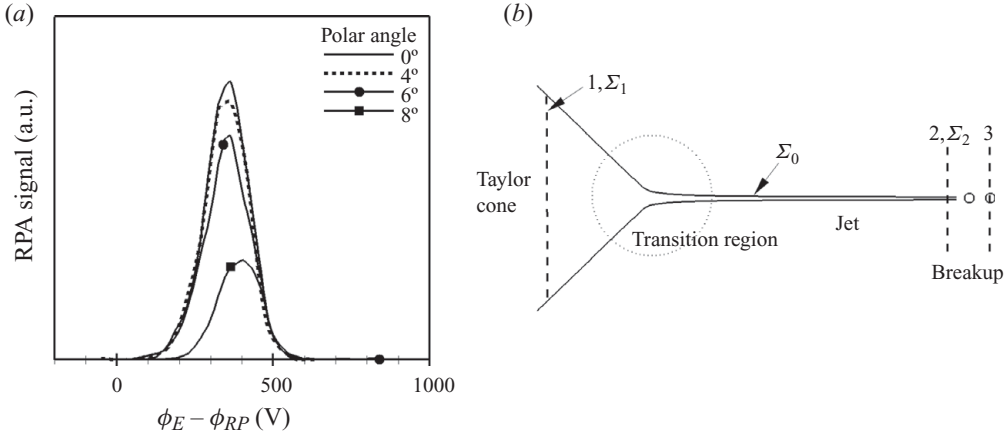 (a)
Polar angle
0º
4º
6º
8º
RPA signal (a.u.)
0
500
1000
ϕE – ϕRP (V)
(b)
1, Σ1
Σ0
2, Σ2
3
Taylor
cone
Transition region
Jet
Breakup